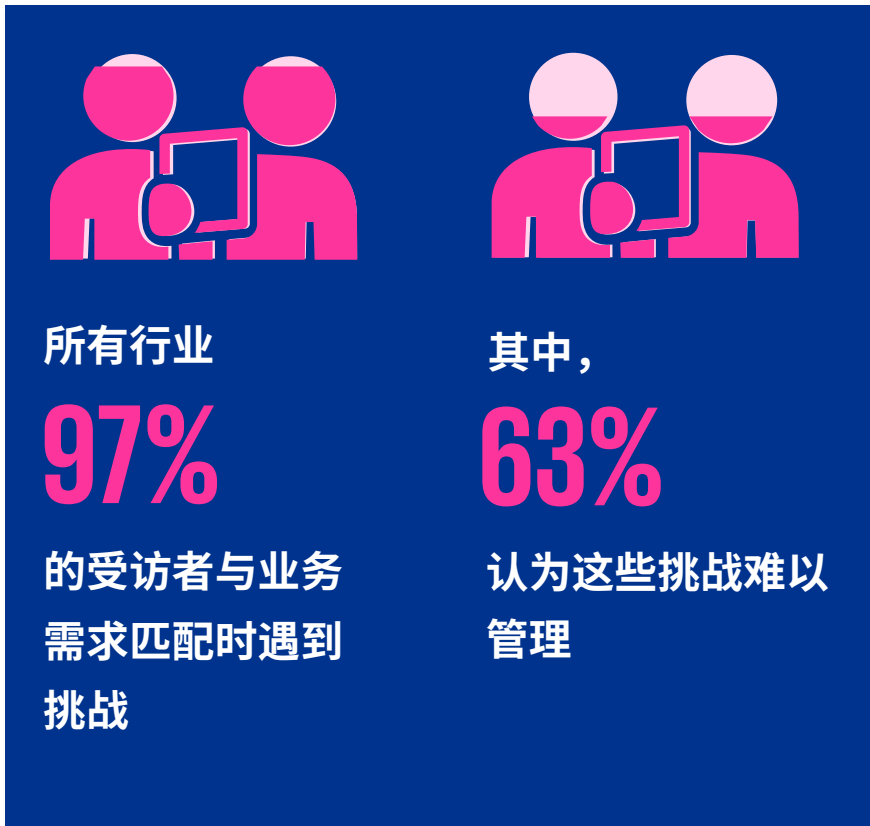 所有行业
97%
的受访者与业务
需求匹配时遇到
挑战
其中，
63%
认为这些挑战难以
管理